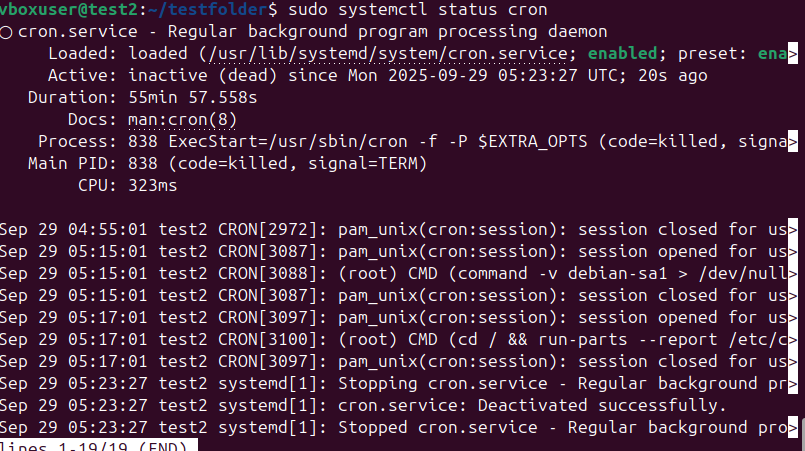 vboxuser@test2:~/testfolder$ sudo systemctl status cron
○ cron.service - Regular background program processing daemon
     Loaded: loaded (/usr/lib/systemd/system/cron.service; enabled; preset: ena>
     Active: inactive (dead) since Mon 2025-09-29 05:23:27 UTC; 20s ago
   Duration: 55min 57.558s
       Docs: man:cron(8)
    Process: 838 ExecStart=/usr/sbin/cron -f -P $EXTRA_OPTS (code=killed, signa>
   Main PID: 838 (code=killed, signal=TERM)
        CPU: 323ms

Sep 29 04:55:01 test2 CRON[2972]: pam_unix(cron:session): session closed for us>
Sep 29 05:15:01 test2 CRON[3087]: pam_unix(cron:session): session opened for us>
Sep 29 05:15:01 test2 CRON[3088]: (root) CMD (command -v debian-sa1 > /dev/null>
Sep 29 05:15:01 test2 CRON[3087]: pam_unix(cron:session): session closed for us>
Sep 29 05:17:01 test2 CRON[3097]: pam_unix(cron:session): session opened for us>
Sep 29 05:17:01 test2 CRON[3100]: (root) CMD (cd / && run-parts --report /etc/c>
Sep 29 05:17:01 test2 CRON[3097]: pam_unix(cron:session): session closed for us>
Sep 29 05:23:27 test2 systemd[1]: Stopping cron.service - Regular background pr>
Sep 29 05:23:27 test2 systemd[1]: cron.service: Deactivated successfully.
Sep 29 05:23:27 test2 systemd[1]: Stopped cron.service - Regular background pro>
lines 1-19/19 (END)